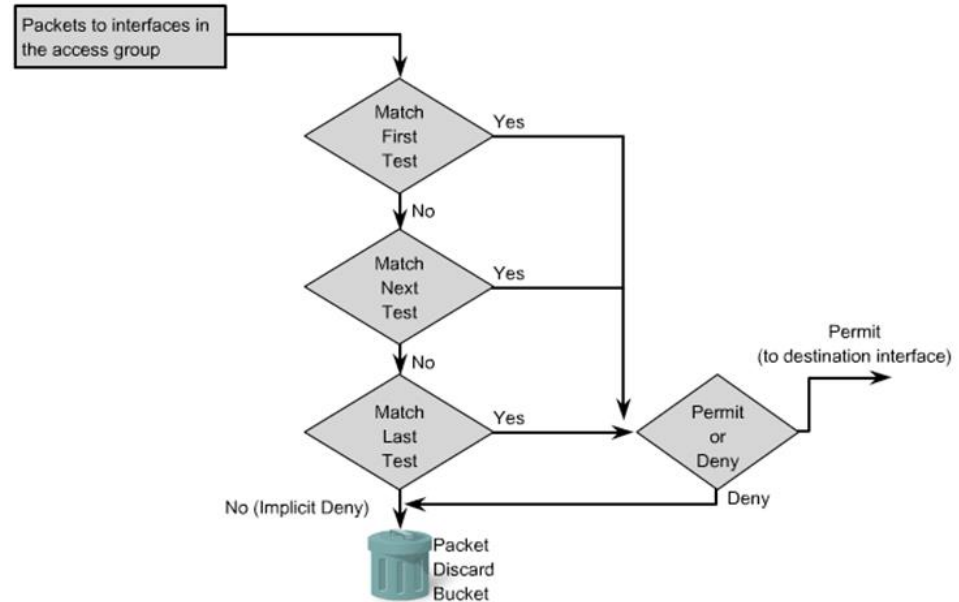 Packets to interfaces in
the access group
Match
First
Test
Yes
No
Match
Next
Test
Yes
No
Match
Last
Test
Yes
Permit
or
Deny
Permit
(to destination interface)
Deny
No (Implicit Deny)
Packet
Discard
Bucket